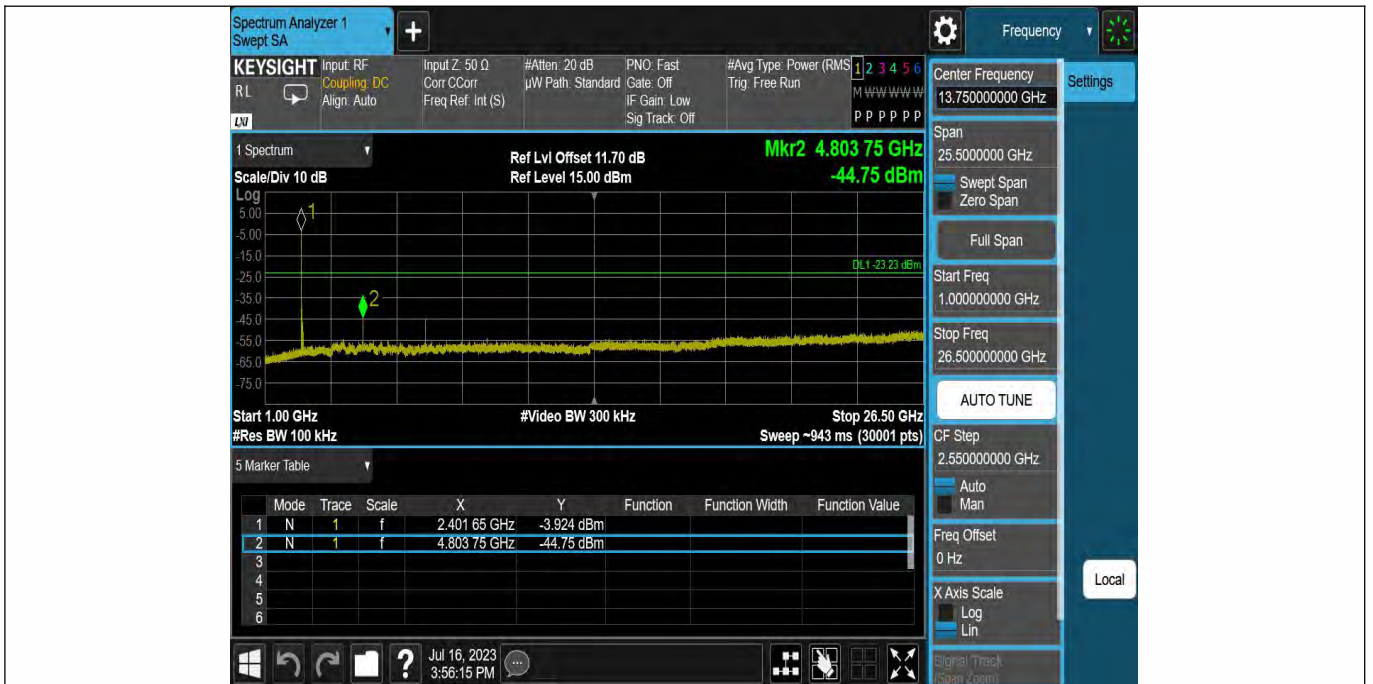 Spectrum Analyzer 1
Swept SA
+
Frequency
KEYSIGHT
RL
LXI
Input: RF
Coupling: DC
Align: Auto
Input Z: 50 Ω
Corr CCorr
Freq Ref: Int (S)
#Atten: 20 dB
µW Path: Standard
PNO: Fast
Gate: Off
IF Gain: Low
Sig Track: Off
#Avg Type: Power (RMS
Trig: Free Run
1 2 3 4 5 6
M W W W W W
P P P P P P
1 Spectrum
Scale/Div 10 dB
Ref Lvl Offset 11.70 dB
Ref Level 15.00 dBm
Mkr2 4.803 75 GHz
-44.75 dBm
Log
5.00
-5.00
-15.0
-25.0
-35.0
-45.0
-55.0
-65.0
-75.0
1
2
DL1 -23.23 dBm
Start 1.00 GHz
#Res BW 100 kHz
#Video BW 300 kHz
Stop 26.50 GHz
Sweep ~943 ms (30001 pts)
5 Marker Table
Mode Trace Scale X Y Function Function Width Function Value
1 N 1 f 2.401 65 GHz -3.924 dBm
2 N 1 f 4.803 75 GHz -44.75 dBm
3
4
5
6
?
Jul 16, 2023
3:56:15 PM
Center Frequency
13.750000000 GHz
Settings
Span
25.5000000 GHz
Swept Span
Zero Span
Full Span
Start Freq
1.000000000 GHz
Stop Freq
26.500000000 GHz
AUTO TUNE
CF Step
2.550000000 GHz
Auto
Man
Freq Offset
0 Hz
X Axis Scale
Log
Lin
Signal Track
(Span Zoom)
Local